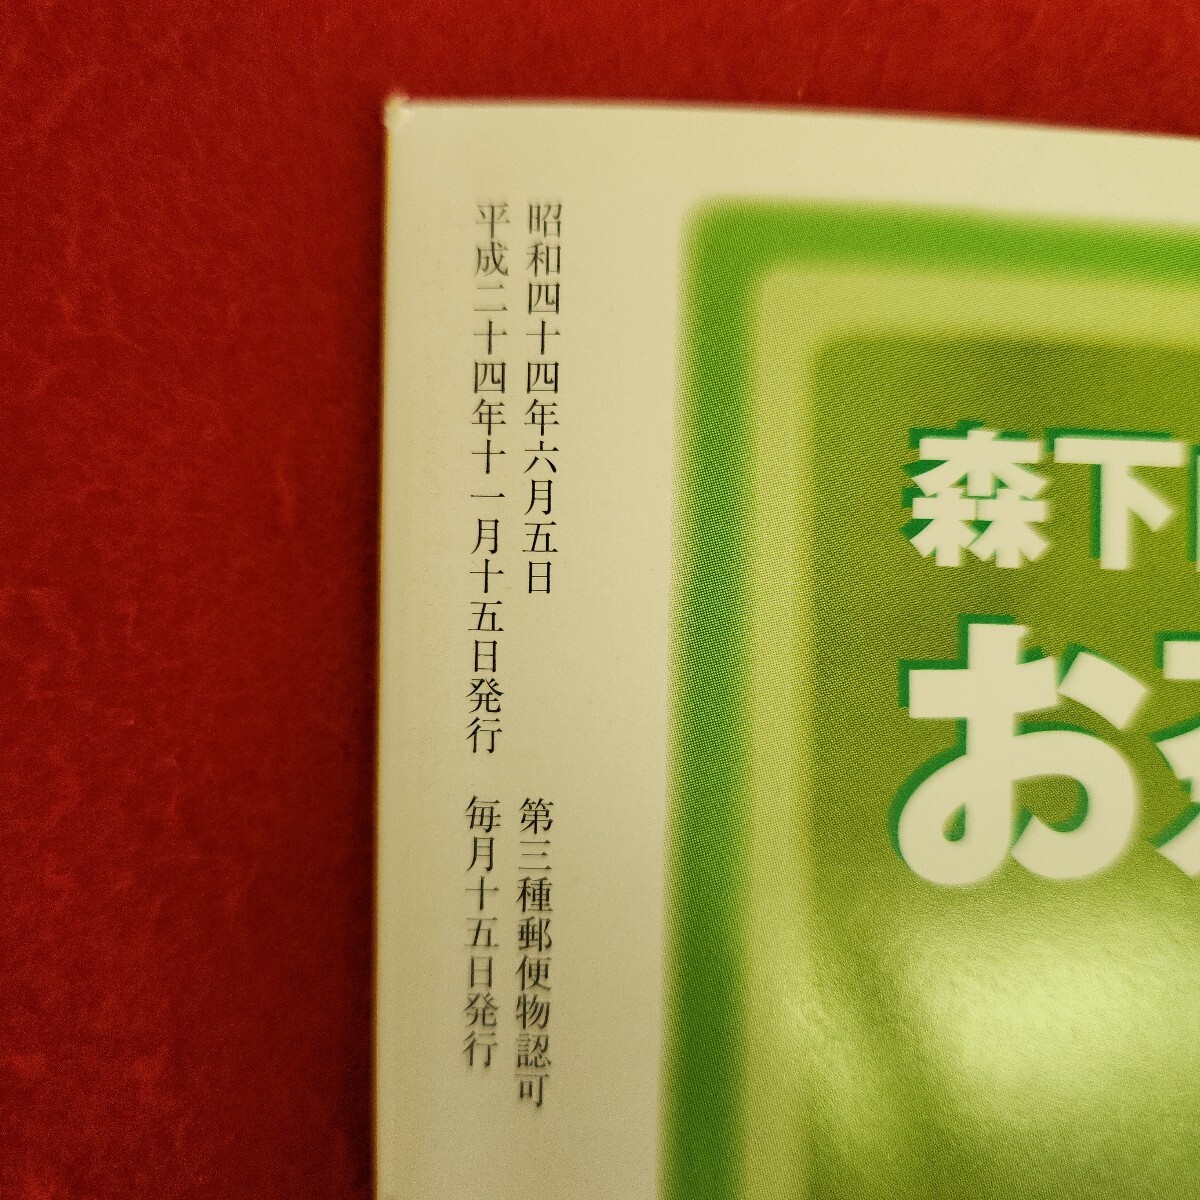 昭和四十四年六月五日　第三種郵便物認可
平成二十四年十一月十五日発行　毎月十五日発行
森下
お